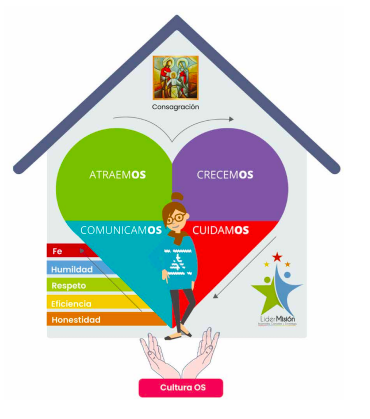 Consagración
ATRAEMOS
CRECEMOS
COMUNICAMOS
CUIDAMOS
Fe
Humildad
Respeto
Eficiencia
Honestidad
LíderMisión
Cultura OS